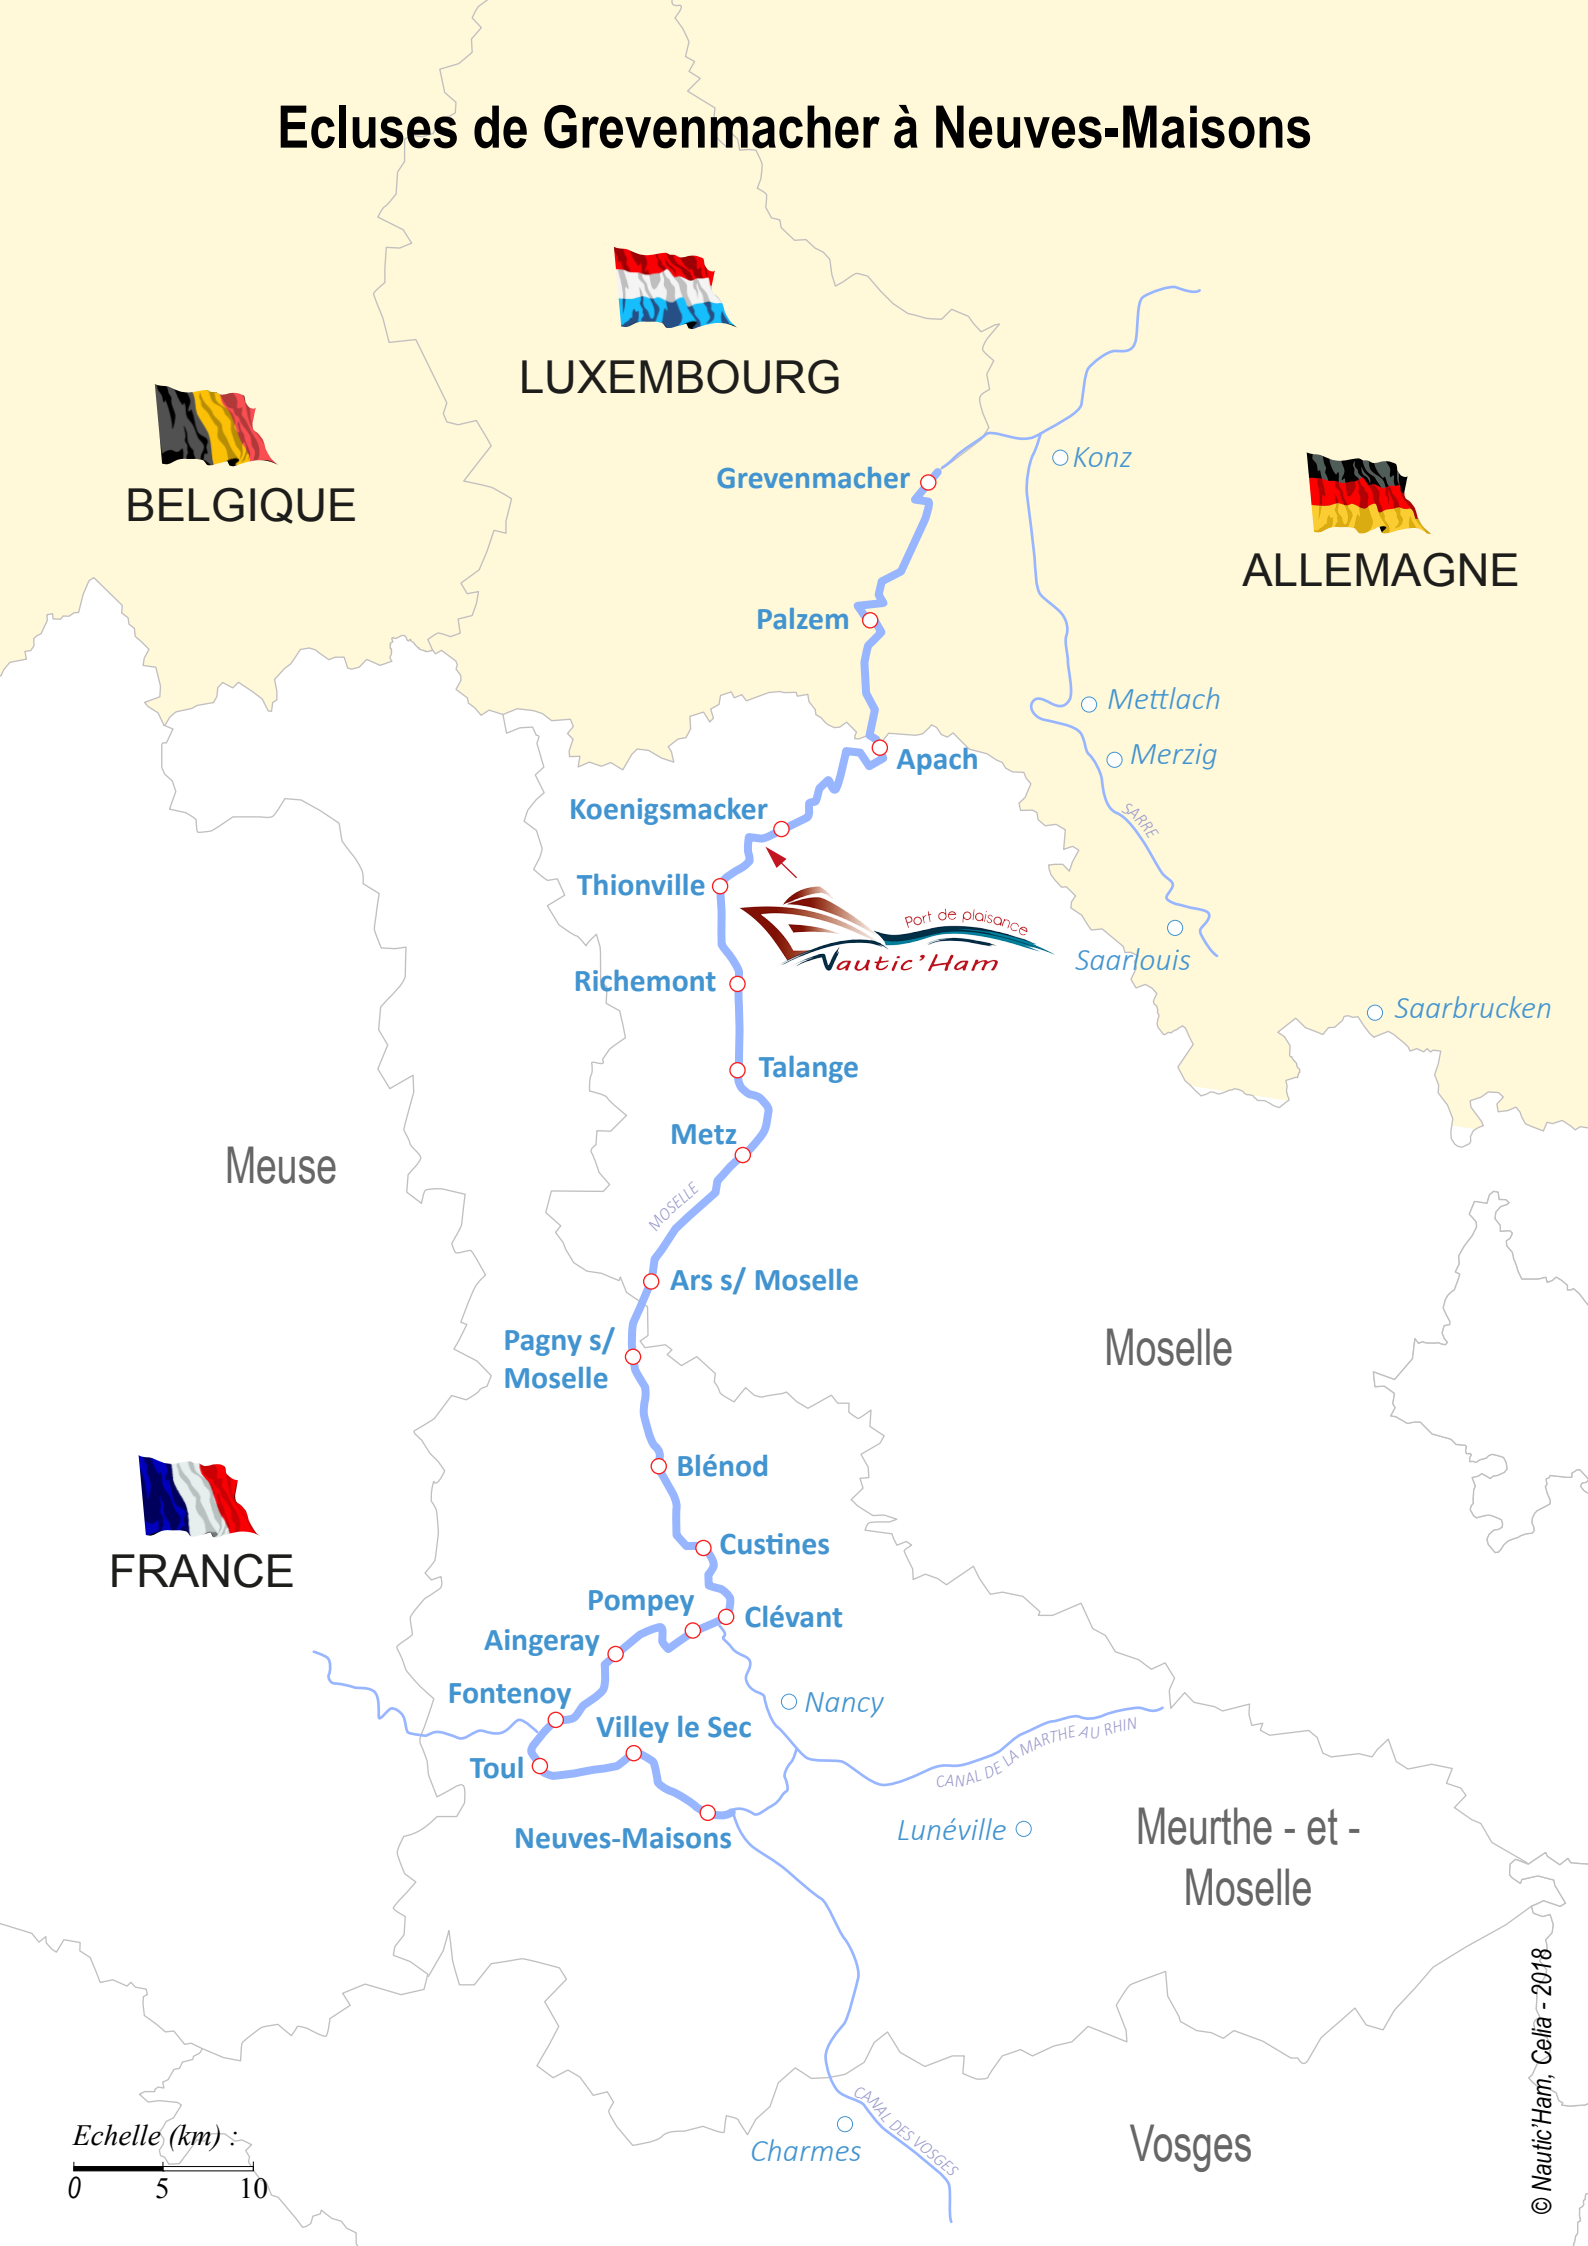 Ecluses de Grevenmacher à Neuves-Maisons
LUXEMBOURG
BELGIQUE
ALLEMAGNE
Grevenmacher
Konz
Palzem
Mettlach
Merzig
Apach
SARRE
Koenigsmacker
Thionville
Port de plaisance
Nautic'Ham
Saarlouis
Richemont
Saarbrucken
Talange
Metz
Meuse
MOSELLE
Ars s/ Moselle
Pagny s/
Moselle
Moselle
Blénod
FRANCE
Custines
Pompey
Clévant
Aingeray
Fontenoy
Nancy
Villey le Sec
CANAL DE LA MARTHE AU RHIN
Toul
Neuves-Maisons
Lunéville
Meurthe - et -
Moselle
CANAL DES VOSGES
Charmes
Vosges
Echelle (km) :
0 5 10
© Nautic'Ham, Celia - 2018